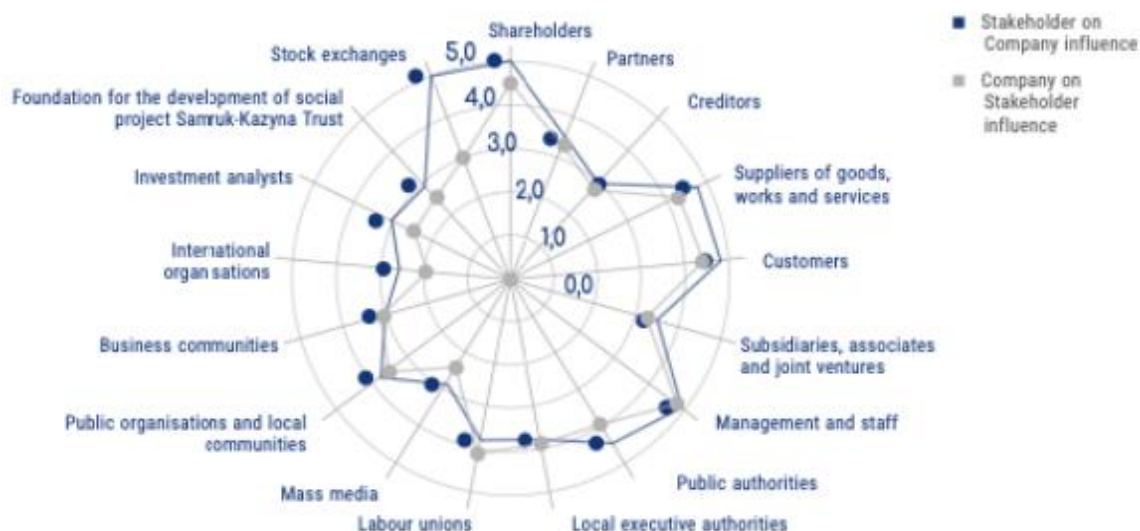 Shareholders
Stakeholder on
Company influence
Company on
Stakeholder
influence
Stock exchanges
Partners
Foundation for the development of social
project Samruk-Kazyna Trust
Creditors
Investment analysts
Suppliers of goods,
works and services
International
organisations
Customers
Business communities
Subsidiaries, associates
and joint ventures
Public organisations and local
communities
Management and staff
Mass media
Public authorities
Labour unions
Local executive authorities
5,0
4,0
3,0
2,0
1,0
0,0